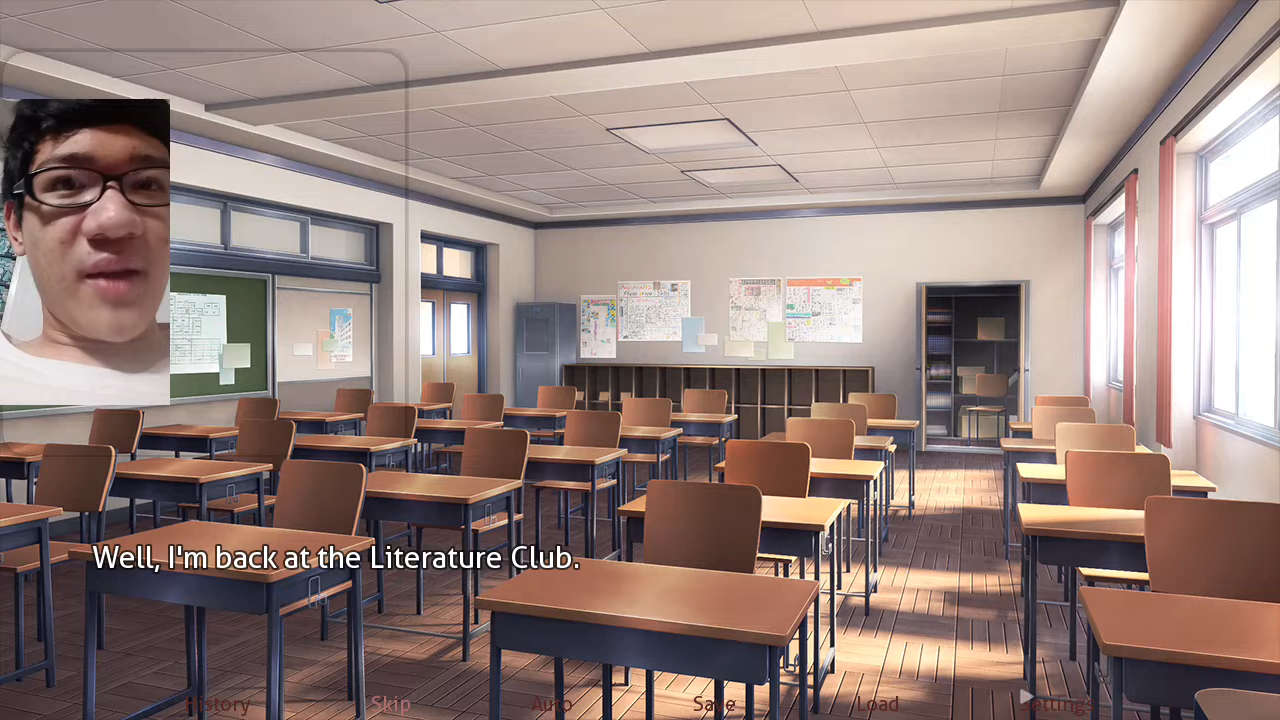 Well, I'm back at the Literature Club.
History Skip Auto Save Load Settings